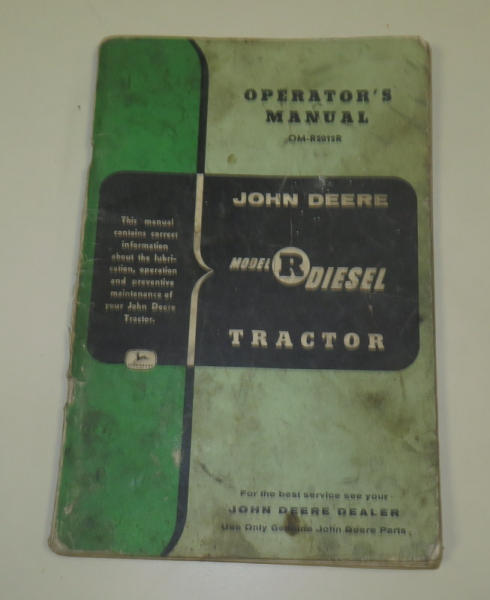 OPERATOR'S
MANUAL
OM-R2012R
JOHN DEERE
MODEL R DIESEL
TRACTOR
This manual
contains correct
information
about the lubri-
cation, operation
and preventive
maintenance of
your John Deere
Tractor.
For the best service see your
JOHN DEERE DEALER
Use Only Genuine John Deere Parts